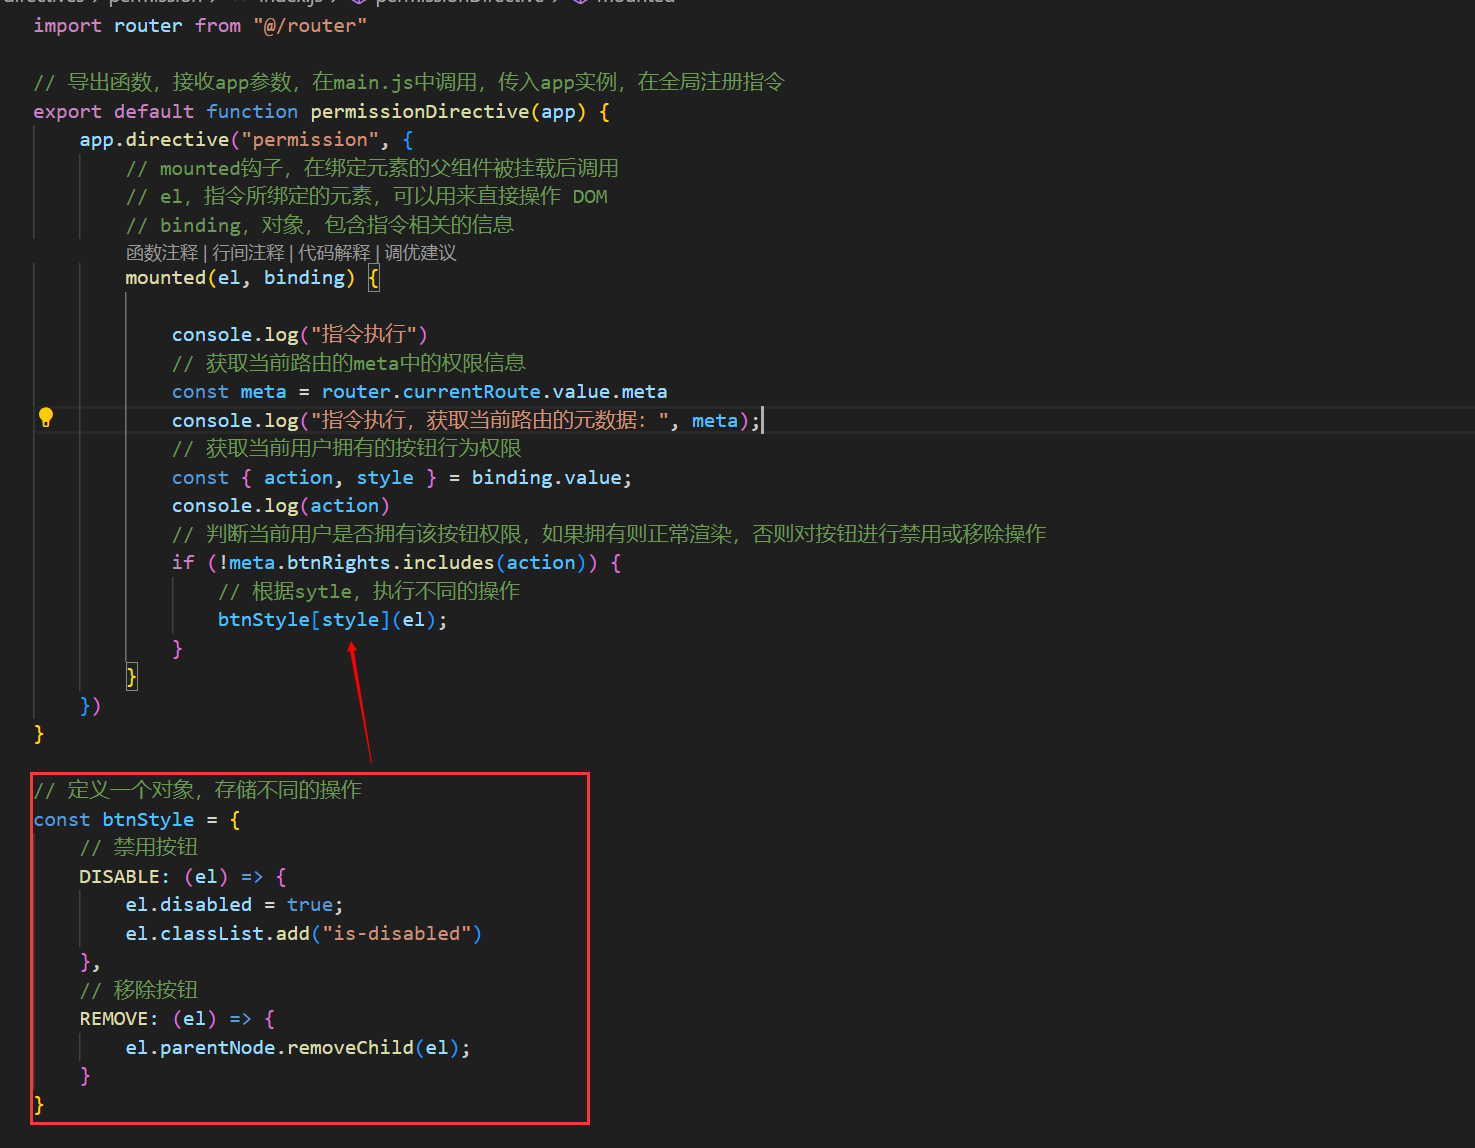 import router from "@/router"
// 导出函数，接收app参数，在main.js中调用，传入app实例，在全局注册指令
export default function permissionDirective(app) {
app.directive("permission", {
// mounted钩子，在绑定元素的父组件被挂载后调用
// el，指令所绑定的元素，可以用来直接操作 DOM
// binding，对象，包含指令相关的信息
函数注释 | 行间注释 | 代码解释 | 调优建议
mounted(el, binding) {
console.log("指令执行")
// 获取当前路由的meta中的权限信息
const meta = router.currentRoute.value.meta
console.log("指令执行，获取当前路由的元数据：", meta);
// 获取当前用户拥有的按钮行为权限
const { action, style } = binding.value;
console.log(action)
// 判断当前用户是否拥有该按钮权限，如果拥有则正常渲染，否则对按钮进行禁用或移除操作
if (!meta.btnRights.includes(action)) {
// 根据sytle，执行不同的操作
btnStyle[style](el);
}
}
})
}
// 定义一个对象，存储不同的操作
const btnStyle = {
// 禁用按钮
DISABLE: (el) => {
el.disabled = true;
el.classList.add("is-disabled")
},
// 移除按钮
REMOVE: (el) => {
el.parentNode.removeChild(el);
}
}